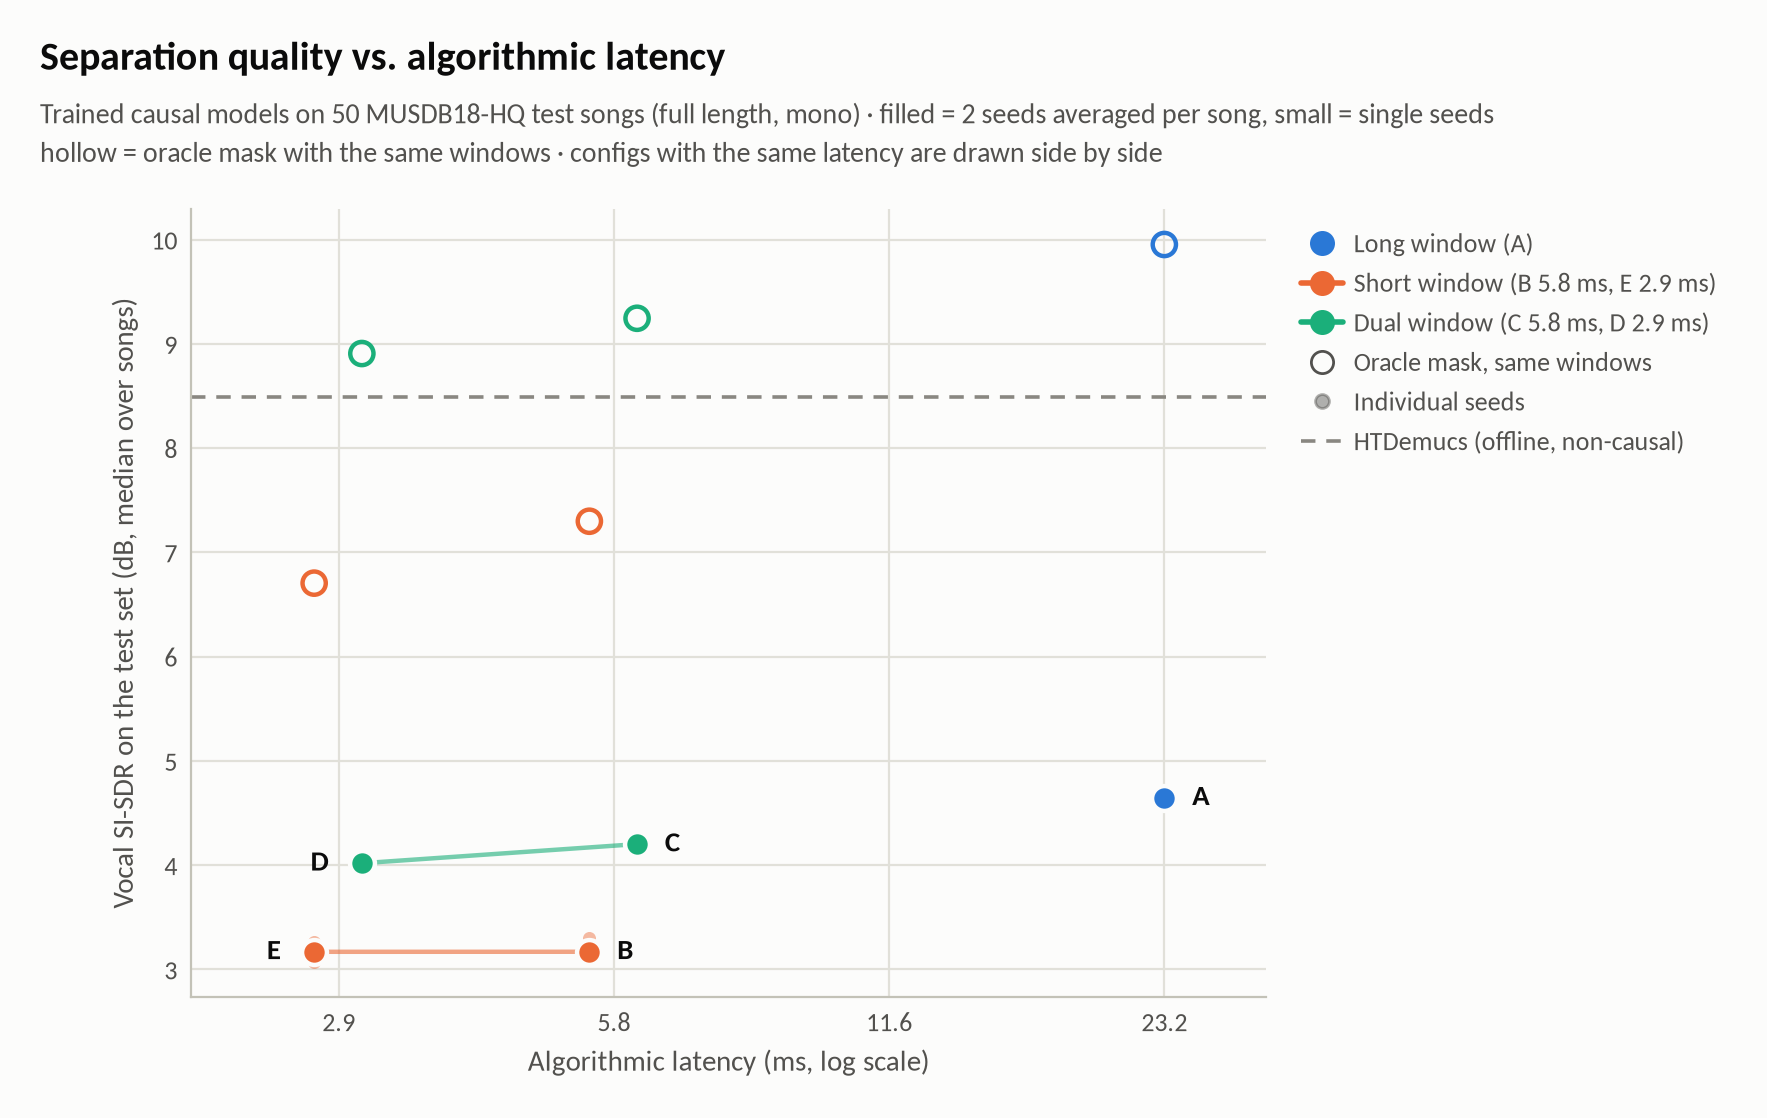 Separation quality vs. algorithmic latency
Trained causal models on 50 MUSDB18-HQ test songs (full length, mono) · filled = 2 seeds averaged per song, small = single seeds
hollow = oracle mask with the same windows · configs with the same latency are drawn side by side
Vocal SI-SDR on the test set (dB, median over songs)
10
9
8
7
6
5
4
3
A
C
D
E
B
2.9
5.8
11.6
23.2
Algorithmic latency (ms, log scale)
Long window (A)
Short window (B 5.8 ms, E 2.9 ms)
Dual window (C 5.8 ms, D 2.9 ms)
Oracle mask, same windows
Individual seeds
HTDemucs (offline, non-causal)